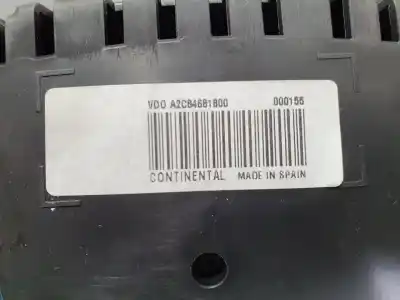 VDO A2C84681800 000155
CONTINENTAL MADE IN SPAIN